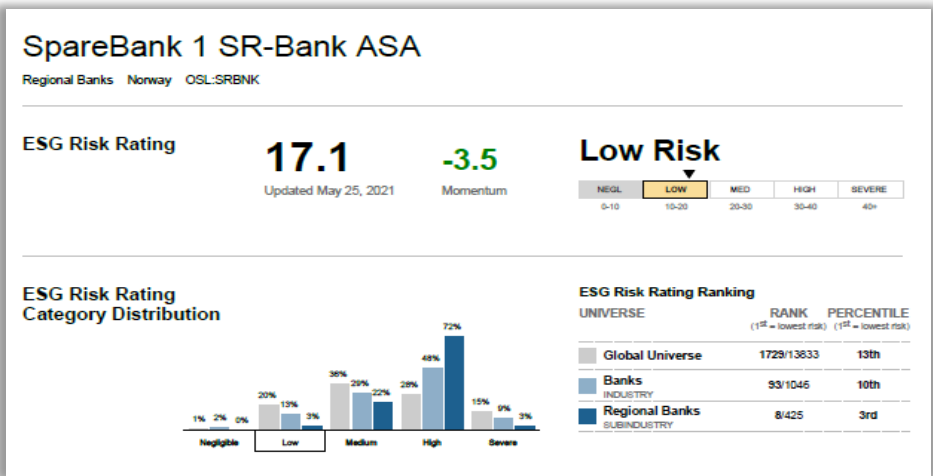 SpareBank 1 SR-Bank ASA
Regional Banks Norway OSL:SRBNK
ESG Risk Rating
17.1
Updated May 25, 2021
-3.5
Momentum
Low Risk
NEGL LOW MED HIGH SEVERE
0-10 10-20 20-30 30-40 40+
ESG Risk Rating
Category Distribution
1% 2% 0%
20% 13% 3%
36% 29% 22%
28% 48% 72%
15% 9% 3%
Negligible Low Medium High Severe
ESG Risk Rating Ranking
UNIVERSE RANK PERCENTILE
(1st = lowest risk) (1st = lowest risk)
Global Universe 1729/13833 13th
Banks 93/1046 10th
INDUSTRY
Regional Banks 8/425 3rd
SUBINDUSTRY